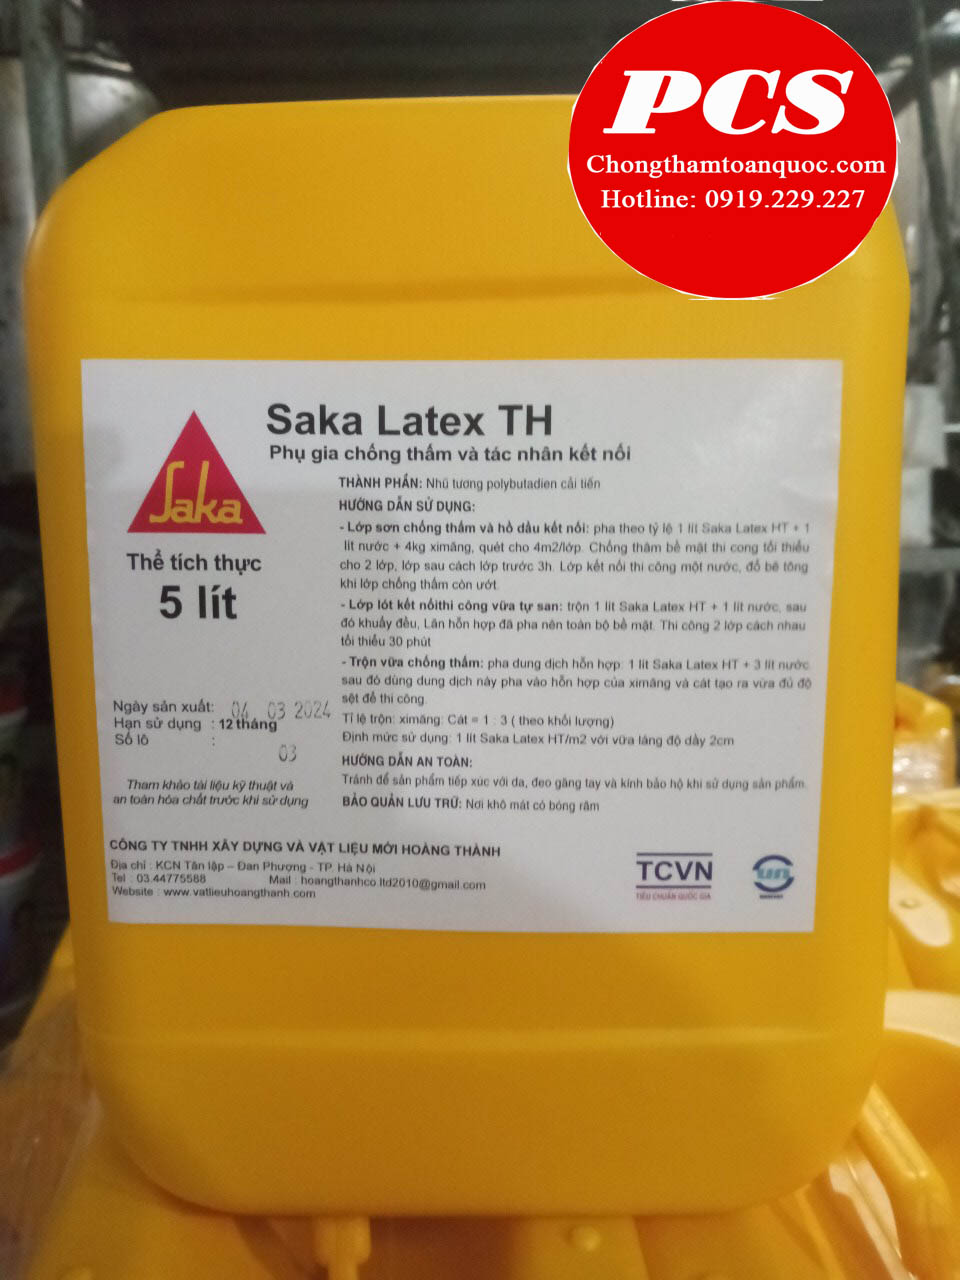 PCS
Chongthamtoanquoc.com
Hotline: 0919.229.227
Saka Latex TH
Phụ gia chống thấm và tác nhân kết nối
Saka
Thể tích thực
5 lít
THÀNH PHẦN: Nhũ tương polybutadien cải tiến
HƯỚNG DẪN SỬ DỤNG:
- Lớp sơn chống thấm và hồ dầu kết nối: pha theo tỷ lệ 1 lít Saka Latex HT + 1
lít nước + 4kg ximăng, quét cho 4m2/lớp. Chống thâm bề mặt thi cong tối thiểu
cho 2 lớp, lớp sau cách lớp trước 3h. Lớp kết nối thi công một nước, đổ bê tông
khi lớp chống thấm còn ướt.
- Lớp lót kết nốithi công vữa tự san: trộn 1 lít Saka Latex HT + 1 lít nước, sau
đó khuấy đều, Lăn hỗn hợp đã pha nên toàn bộ bề mặt. Thi công 2 lớp cách nhau
tối thiểu 30 phút
- Trộn vữa chống thấm: pha dung dịch hỗn hợp: 1 lít Saka Latex HT + 3 lít nước
sau đó dùng dung dịch này pha vào hỗn hợp của ximăng và cát tạo ra vừa đủ độ
sệt để thi công.
Tỉ lệ trộn: ximăng: Cát = 1 : 3 ( theo khối lượng)
Định mức sử dụng: 1 lít Saka Latex HT/m2 với vữa láng độ dày 2cm
HƯỚNG DẪN AN TOÀN:
Tránh để sản phẩm tiếp xúc với da, đeo găng tay và kính bảo hộ khi sử dụng sản phẩm.
BẢO QUẢN LƯU TRỮ: Nơi khô mát có bóng râm
Ngày sản xuất: 04 03 2024
Hạn sử dụng : 12 tháng
Số lô : 03
Tham khảo tài liệu kỹ thuật và
an toàn hóa chất trước khi sử dụng
CÔNG TY TNHH XÂY DỰNG VÀ VẬT LIỆU MỚI HOÀNG THÀNH
Địa chỉ : KCN Tân lập – Đan Phượng - TP. Hà Nội
Tel : 03.44775588 Mail : hoangthanhco.ltd2010@gmail.com
Website : www.vatlieuhoangthanh.com
TCVN
TIÊU CHUẨN QUỐC GIA